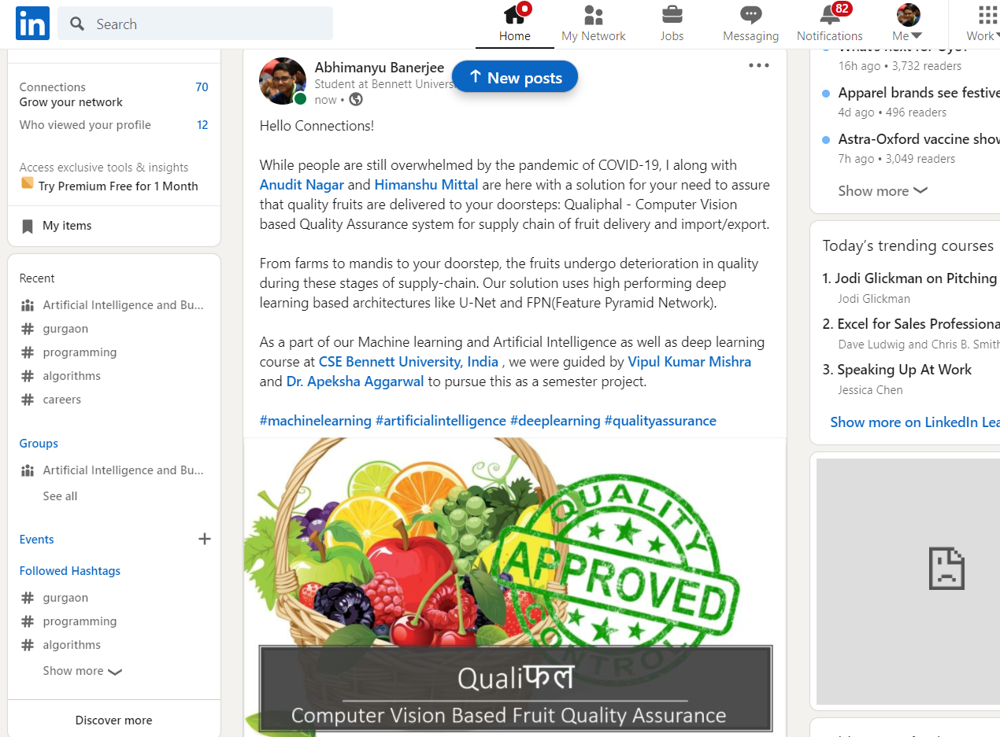 in
Search
Home
My Network
Jobs
Messaging
82
Notifications
Me
Work
Connections
70
Grow your network
Who viewed your profile
12
Access exclusive tools & insights
Try Premium Free for 1 Month
My items
Recent
Artificial Intelligence and Bu...
# gurgaon
# programming
# algorithms
# careers
Groups
Artificial Intelligence and Bu...
See all
Events
+
Followed Hashtags
# gurgaon
# programming
# algorithms
Show more
Discover more
Abhimanyu Banerjee
Student at Bennett
now •
↑ New posts
Hello Connections!
While people are still overwhelmed by the pandemic of COVID-19, I along with
Anudit Nagar and Himanshu Mittal are here with a solution for your need to assure
that quality fruits are delivered to your doorsteps: Qualiphal - Computer Vision
based Quality Assurance system for supply chain of fruit delivery and import/export.
From farms to mandis to your doorstep, the fruits undergo deterioration in quality
during these stages of supply-chain. Our solution uses high performing deep
learning based architectures like U-Net and FPN(Feature Pyramid Network).
As a part of our Machine learning and Artificial Intelligence as well as deep learning
course at CSE Bennett University, India , we were guided by Vipul Kumar Mishra
and Dr. Apeksha Aggarwal to pursue this as a semester project.
#machinelearning #artificialintelligence #deeplearning #qualityassurance
QUALITY
APPROVED
CONTROL
Qualiफल
Computer Vision Based Fruit Quality Assurance
16h ago • 3,732 readers
Apparel brands see festive
4d ago • 496 readers
Astra-Oxford vaccine
7h ago • 3,049 readers
Show more
Today's trending courses
1. Jodi Glickman on Pitching
Jodi Glickman
2. Excel for Sales
Dave Ludwig and Chris B. Smith
3. Speaking Up At Work
Jessica Chen
Show more on LinkedIn